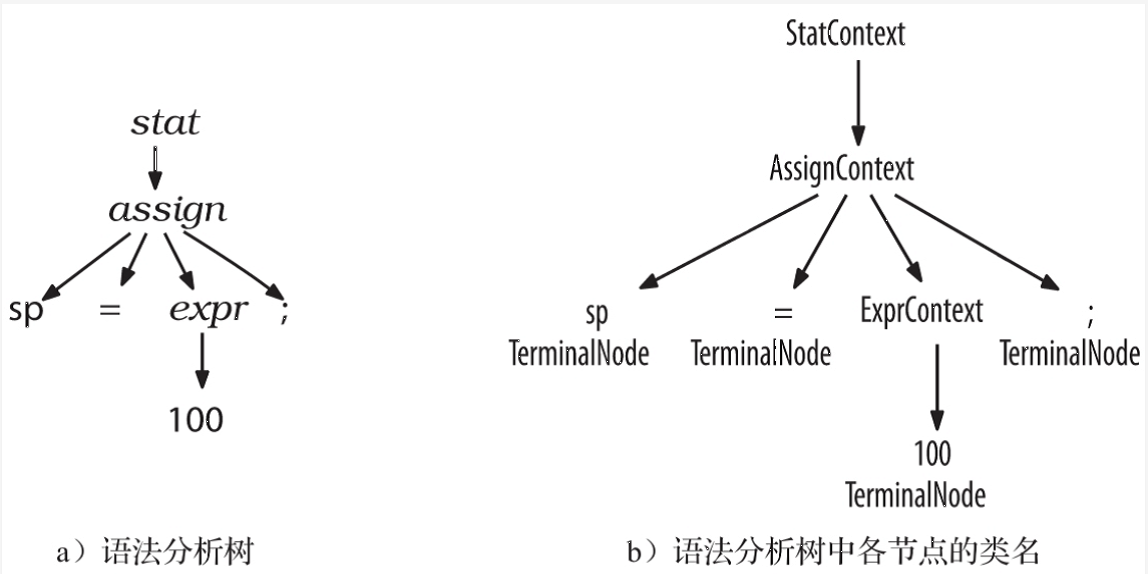 stat
assign
sp = expr ;
100
a）语法分析树
StatContext
AssignContext
sp = ExprContext ;
TerminalNode TerminalNode TerminalNode
100
TerminalNode
b）语法分析树中各节点的类名